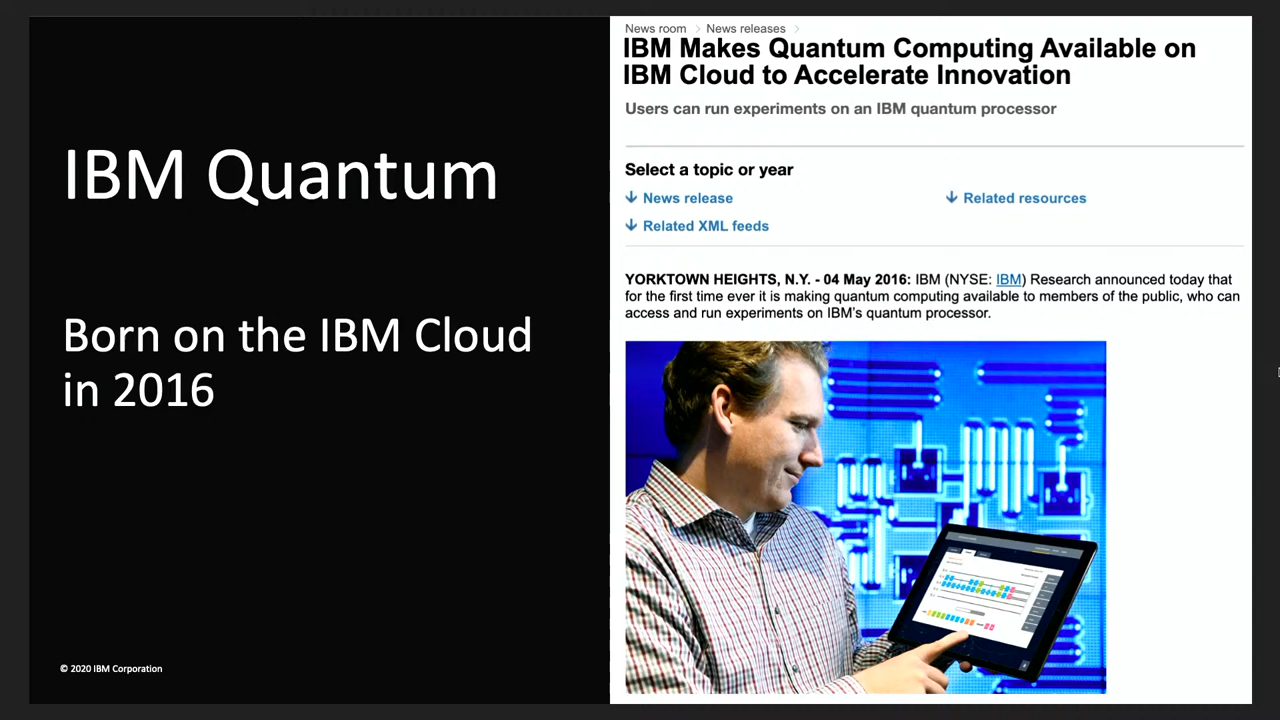 IBM Quantum
Born on the IBM Cloud
in 2016
© 2020 IBM Corporation
News room > News releases >
IBM Makes Quantum Computing Available on
IBM Cloud to Accelerate Innovation
Users can run experiments on an IBM quantum processor
Select a topic or year
↓ News release
↓ Related resources
↓ Related XML feeds
YORKTOWN HEIGHTS, N.Y. - 04 May 2016: IBM (NYSE: IBM) Research announced today that
for the first time ever it is making quantum computing available to members of the public, who can
access and run experiments on IBM's quantum processor.